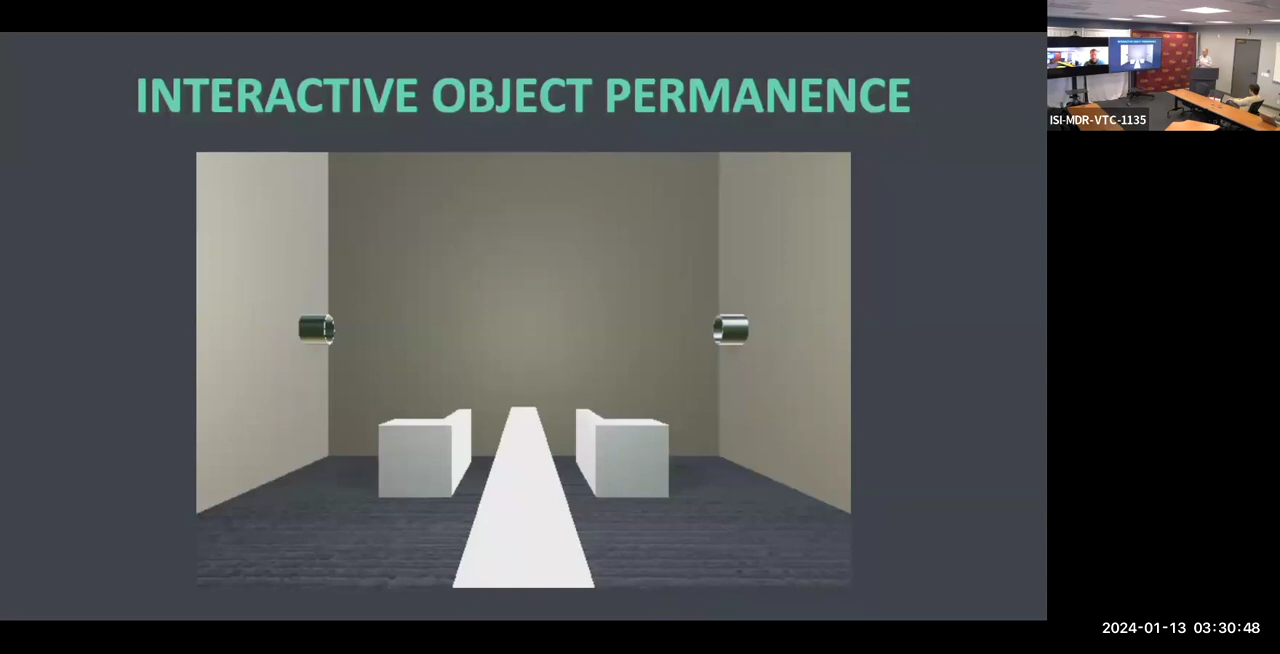 INTERACTIVE OBJECT PERMANENCE
ISI-MDR-VTC-1135
2024-01-13 03:30:48